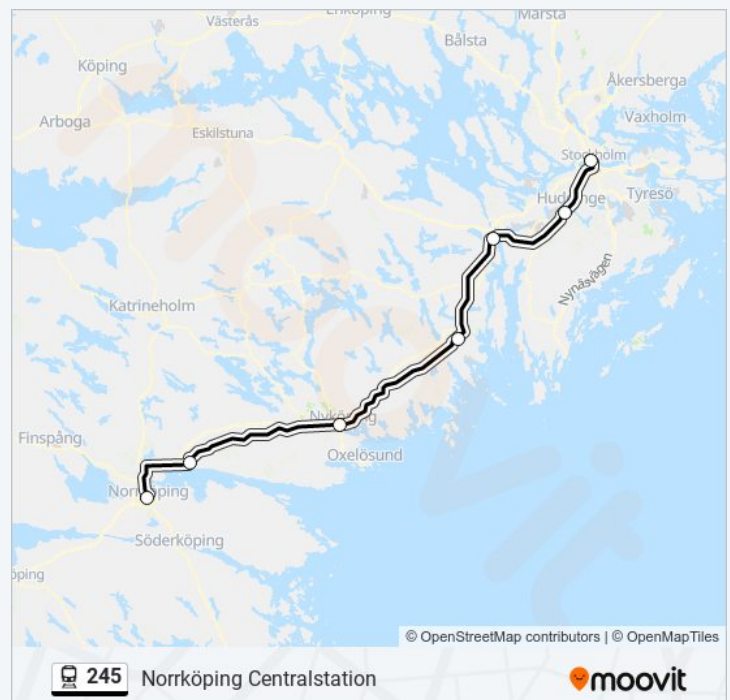 Enköping
Märsta
Västerås
Bålsta
Köping
Åkersberga
Arboga
Vaxholm
Eskilstuna
Stockholm
Huddinge
Tyresö
Nynäsvägen
Katrineholm
Nyköping
Finspång
Oxelösund
Norrköping
Söderköping
öping
© OpenStreetMap contributors | © OpenMapTiles
245 Norrköping Centralstation
moovit